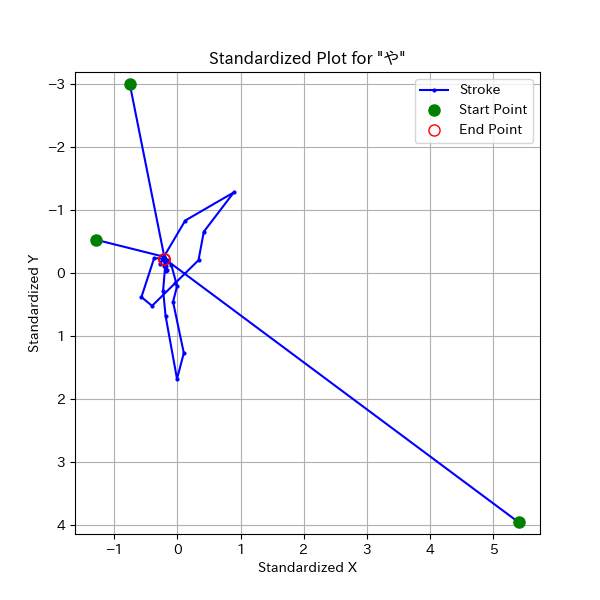 Standardized Plot for "や"
Stroke
Start Point
End Point
−3
−2
−1
0
1
2
3
4
Standardized Y
−1 0 1 2 3 4 5
Standardized X